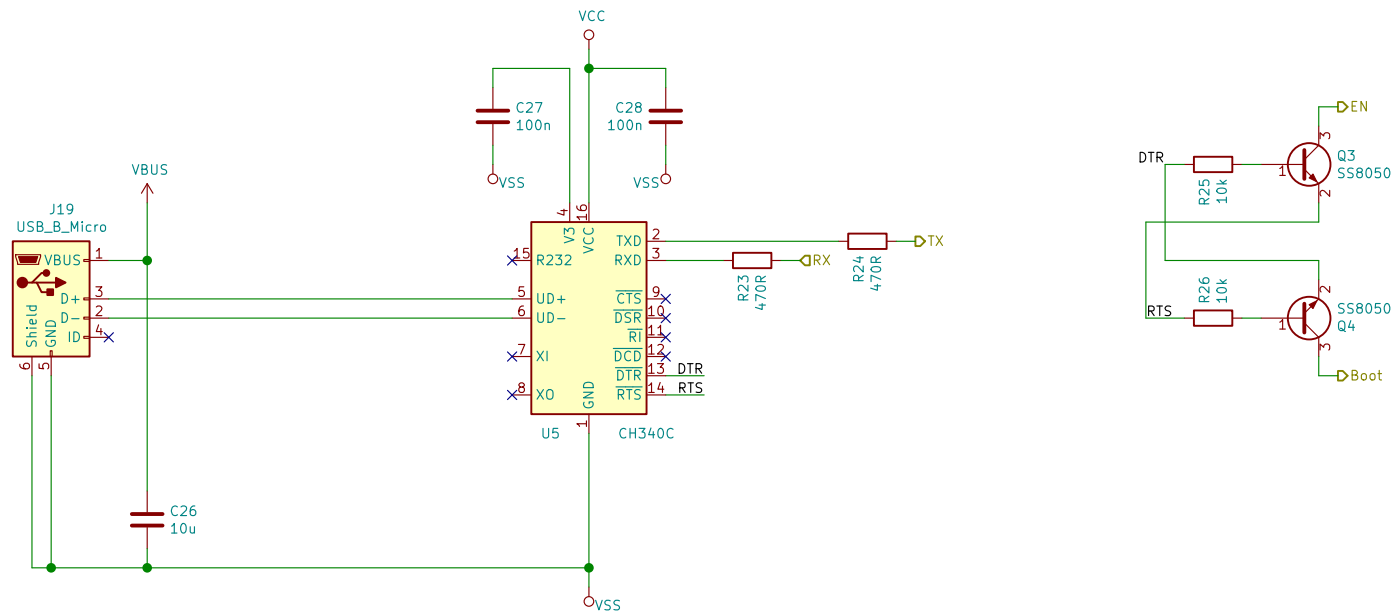 VCC
C27
100n
C28
100n
VSS
VSS
VBUS
J19
USB_B_Micro
VBUS 1
D+ 3
D- 2
ID 4
Shield
GND
6
5
C26
10u
4
16
V3
VCC
15 R232
5 UD+
6 UD-
7 XI
8 XO
TXD 2
RXD 3
CTS 9
DSR 10
RI 11
DCD 12
DTR 13
RTS 14
GND
1
U5
CH340C
DTR
RTS
R23
470R
RX
R24
470R
TX
VSS
EN
3
Q3
SS8050
1
2
DTR
R25
10k
RTS
R26
10k
2
SS8050
Q4
1
3
Boot